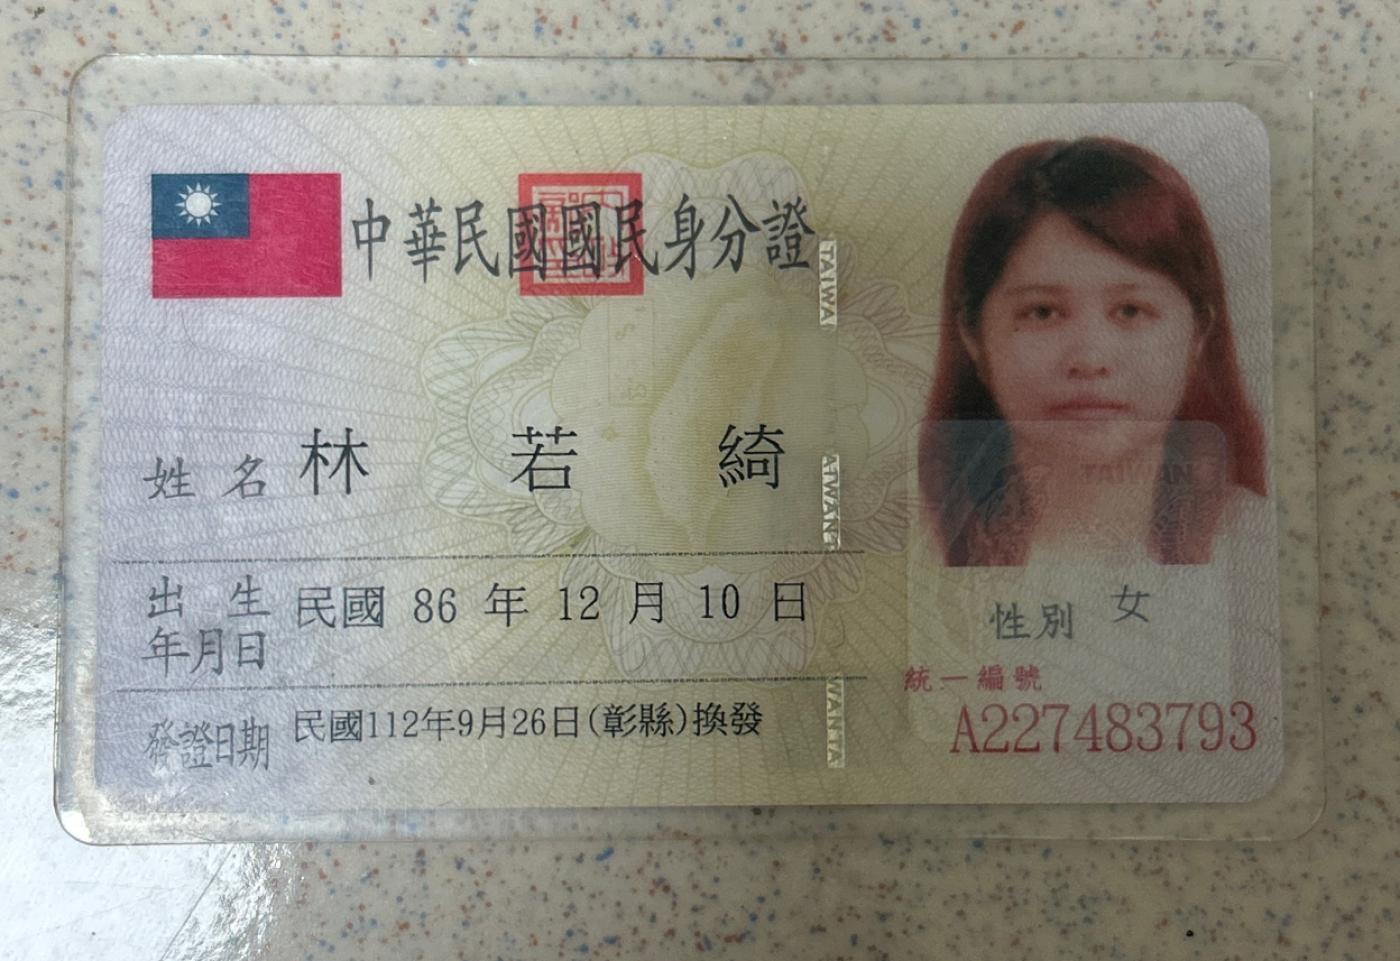 中華民國國民身分證
姓名 林若綺
出生年月日 民國 86 年 12 月 10 日
發證日期 民國112年9月26日(彰縣)換發
性別 女
統一編號
A227483793
TAIWAN